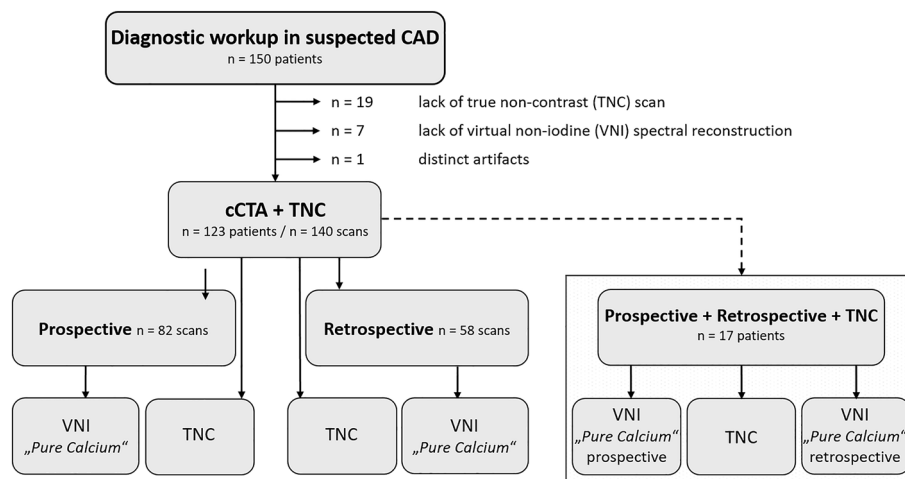 Diagnostic workup in suspected CAD
n = 150 patients
n = 19 lack of true non-contrast (TNC) scan
n = 7 lack of virtual non-iodine (VNI) spectral reconstruction
n = 1 distinct artifacts
cCTA + TNC
n = 123 patients / n = 140 scans
Prospective n = 82 scans
Retrospective n = 58 scans
Prospective + Retrospective + TNC
n = 17 patients
VNI
„Pure Calcium“
TNC
TNC
VNI
„Pure Calcium“
VNI
„Pure Calcium“
prospective
TNC
VNI
„Pure Calcium“
retrospective